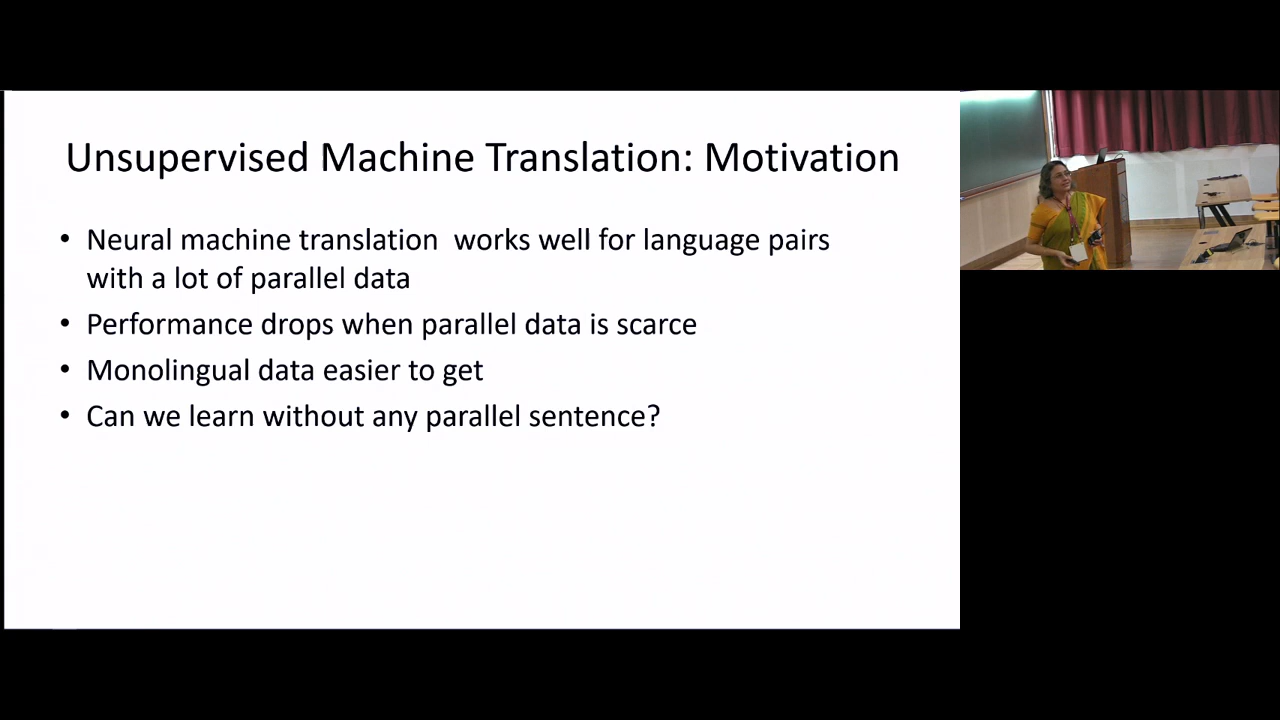 Unsupervised Machine Translation: Motivation
• Neural machine translation works well for language pairs
with a lot of parallel data
• Performance drops when parallel data is scarce
• Monolingual data easier to get
• Can we learn without any parallel sentence?